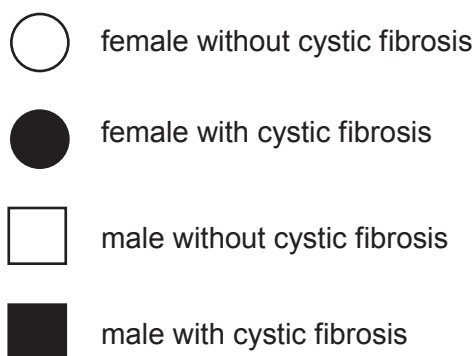 female without cystic fibrosis
female with cystic fibrosis
male without cystic fibrosis
male with cystic fibrosis